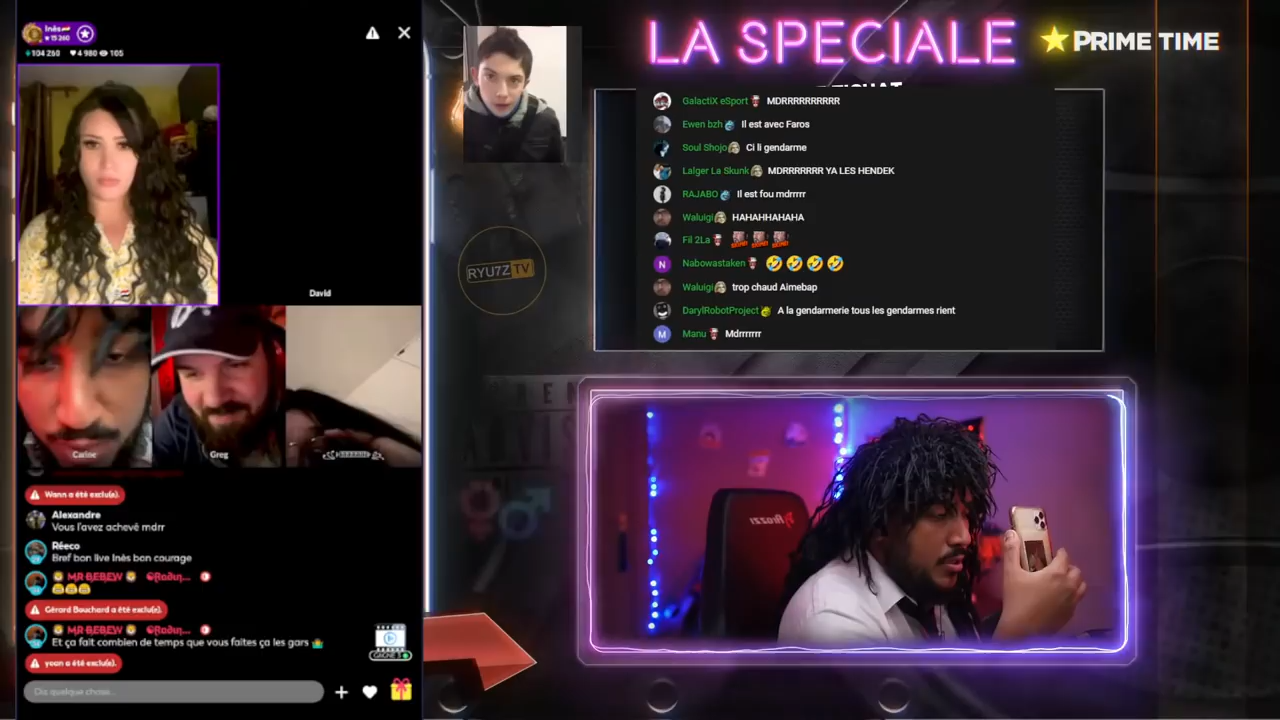 Inès
15 260
104 260 4 980 105
David
Carloe
Greg
Wann a été exclu(e).
Alexandre
Vous l'avez achevé mdrr
Réeco
Bref bon live Inès bon courage
MR BEBEW
Gérard Bouchard a été exclu(e).
MR BEBEW
Et ça fait combien de temps que vous faites ça les gars
yoan a été exclu(e).
Dis quelque chose...
RYU7Z TV
LA SPECIALE
PRIME TIME
GalactiX eSport MDRRRRRRRRRR
Ewen bzh Il est avec Faros
Soul Shojo Ci li gendarme
Lalger La Skunk MDRRRRRRR YA LES HENDEK
RAJABO Il est fou mdrrrr
Waluigi HAHAHHAHAHA
Fil 2La
N Nabowastaken
Waluigi trop chaud Aimebap
DarylRobotProject A la gendarmerie tous les gendarmes rient
M Manu Mdrrrrrr